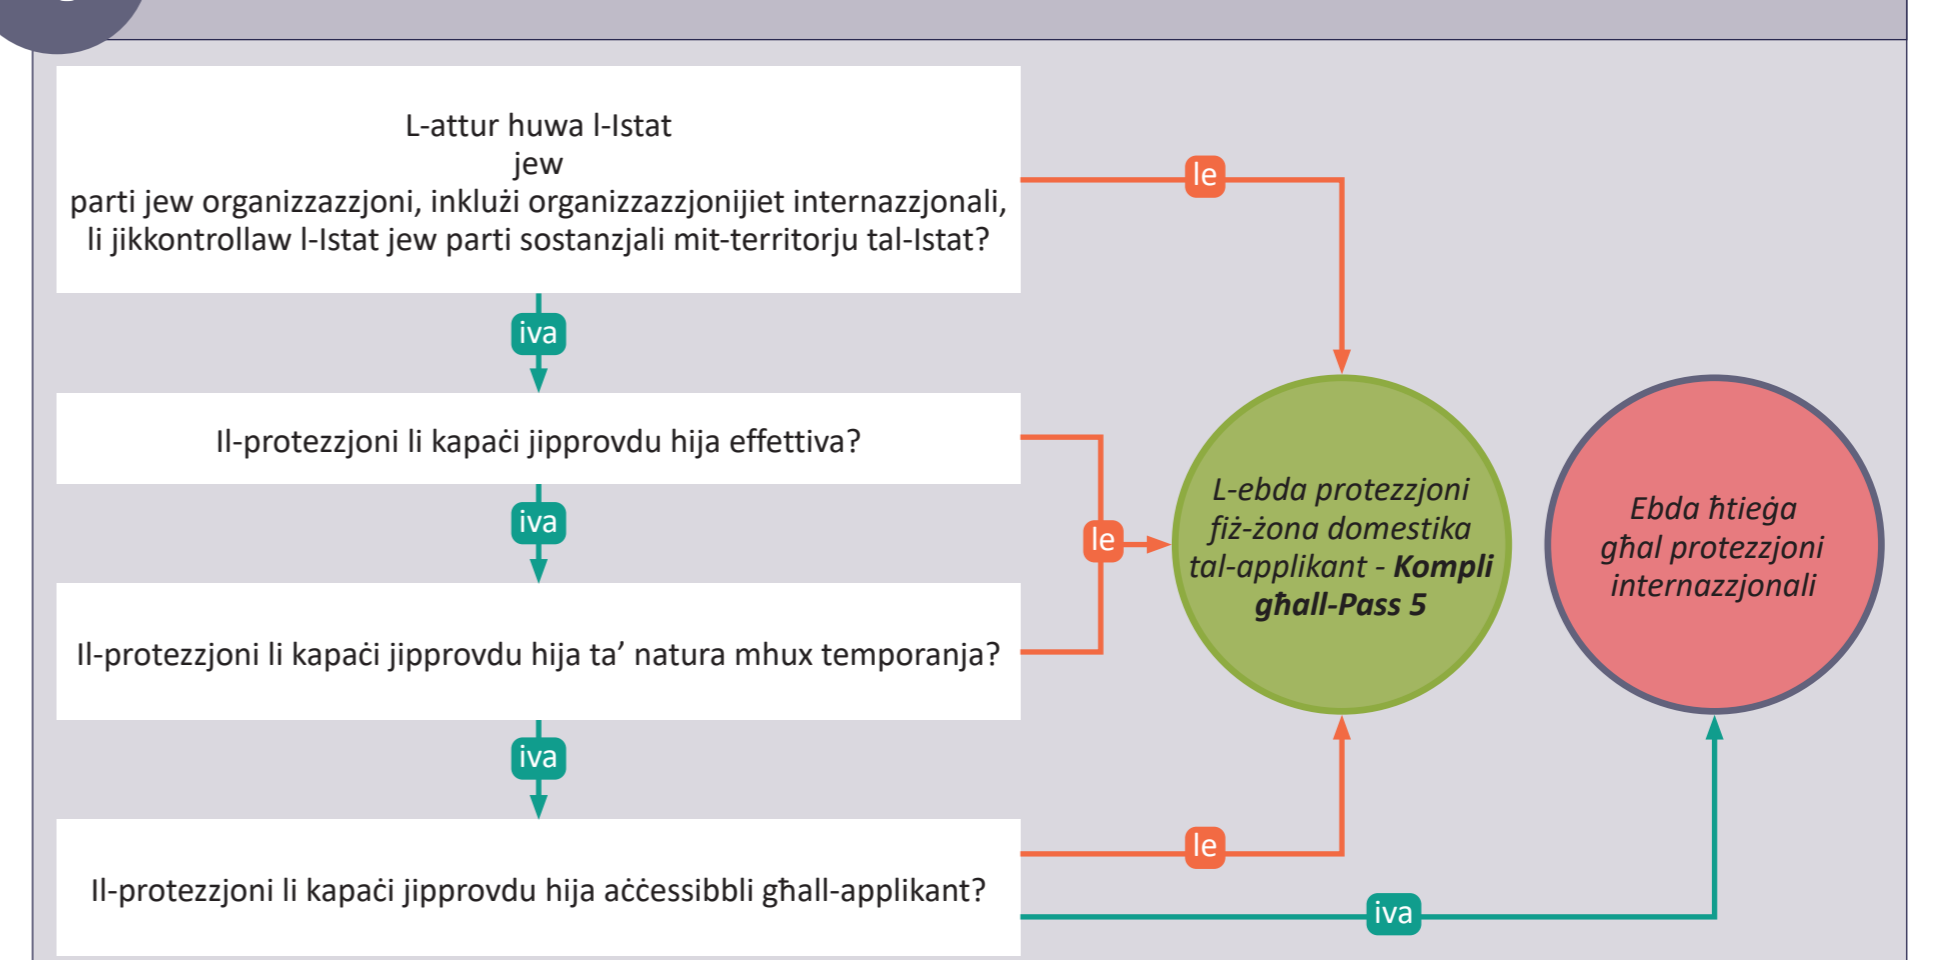 L-attur huwa l-Istat
jew
parti jew organizzazzjoni, inklużi organizzazzjonijiet internazzjonali,
li jikkontrollaw l-Istat jew parti sostanzjali mit-territorju tal-Istat?
le
iva
Il-protezzjoni li kapaċi jipprovdu hija effettiva?
iva
le
L-ebda protezzjoni
fiż-żona domestika
tal-applikant - Kompli
għall-Pass 5
Ebda ħtieġa
għal protezzjoni
internazzjonali
Il-protezzjoni li kapaċi jipprovdu hija ta’ natura mhux temporanja?
iva
le
Il-protezzjoni li kapaċi jipprovdu hija aċċessibbli għall-applikant?
iva